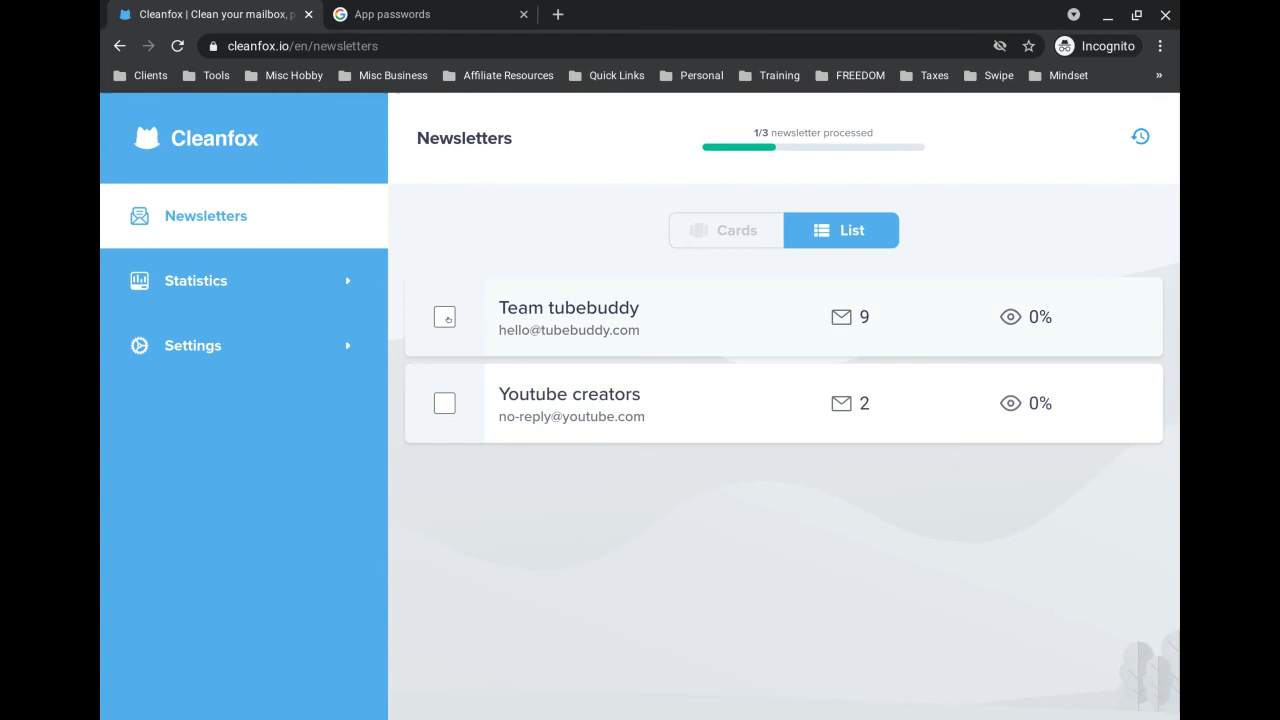 Cleanfox | Clean your mailbox, p
App passwords
cleanfox.io/en/newsletters
Incognito
Clients
Tools
Misc Hobby
Misc Business
Affiliate Resources
Quick Links
Personal
Training
FREEDOM
Taxes
Swipe
Mindset
»
Cleanfox
Newsletters
1/3 newsletter processed
Newsletters
Statistics
Settings
Cards
List
Team tubebuddy
hello@tubebuddy.com
9
0%
Youtube creators
no-reply@youtube.com
2
0%